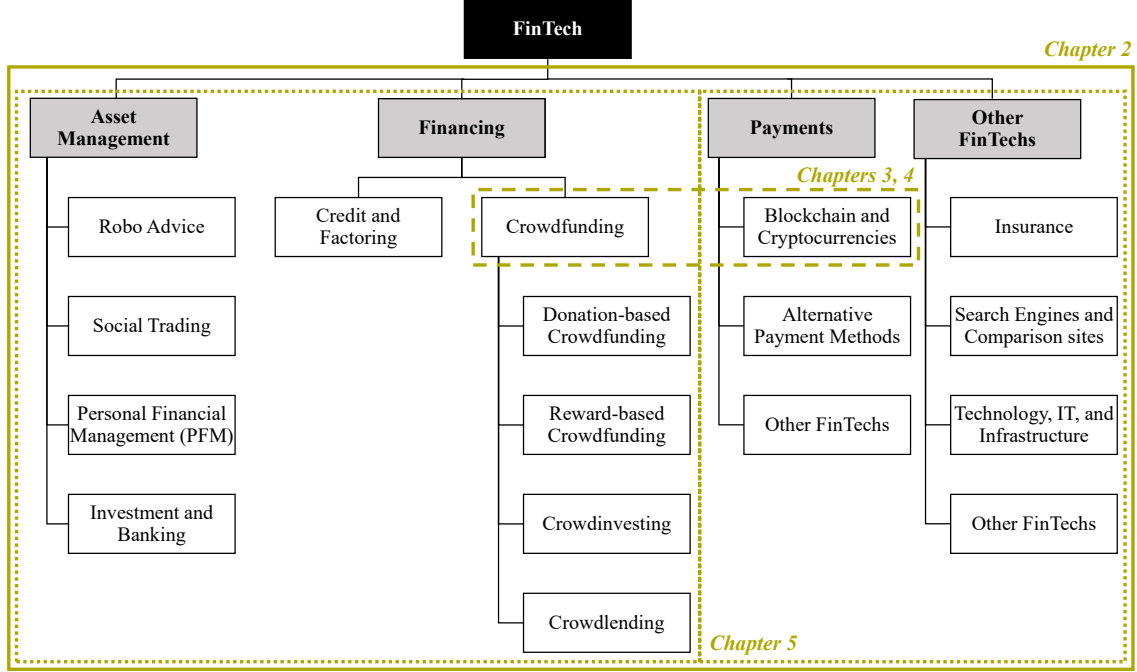 FinTech
Chapter 2
Asset
Management
Financing
Payments
Other
FinTechs
Chapters 3, 4
Robo Advice
Credit and
Factoring
Crowdfunding
Blockchain and
Cryptocurrencies
Insurance
Social Trading
Donation-based
Crowdfunding
Alternative
Payment Methods
Search Engines and
Comparison sites
Personal Financial
Management (PFM)
Reward-based
Crowdfunding
Other FinTechs
Technology, IT, and
Infrastructure
Investment and
Banking
Crowdinvesting
Other FinTechs
Crowdlending
Chapter 5